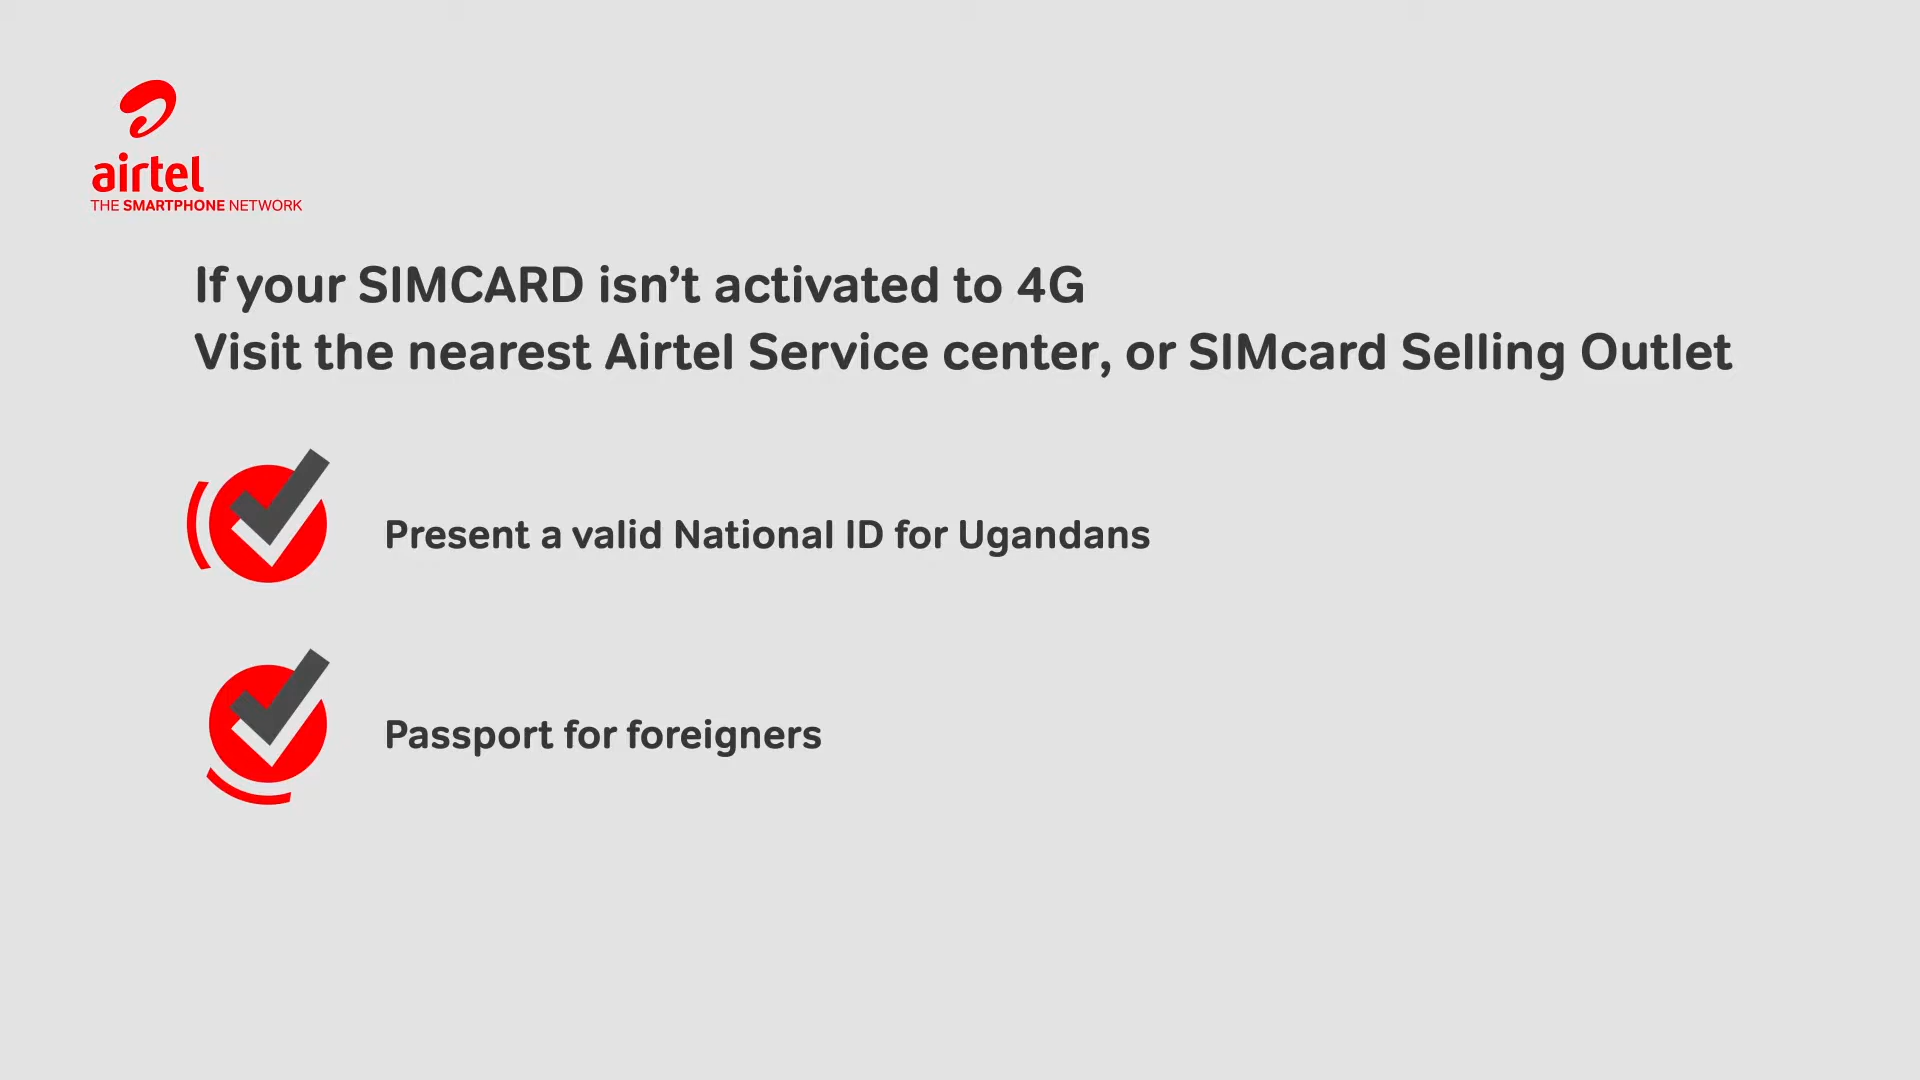 airtel
THE SMARTPHONE NETWORK
If your SIMCARD isn’t activated to 4G
Visit the nearest Airtel Service center, or SIMcard Selling Outlet
Present a valid National ID for Ugandans
Passport for foreigners